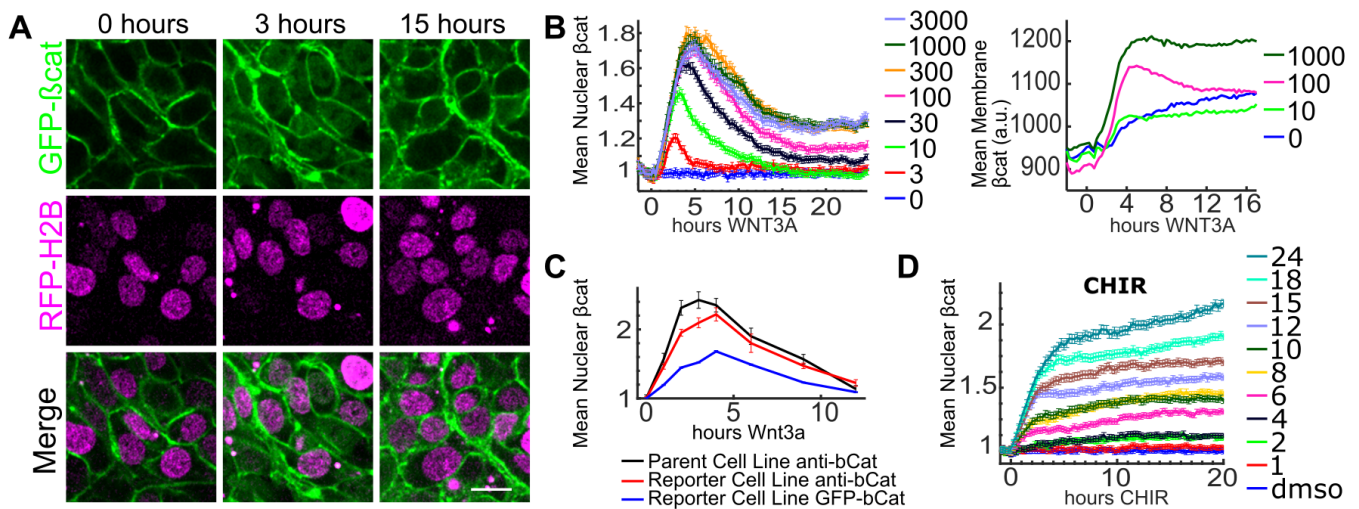 A
0 hours
3 hours
15 hours
GFP-ßcat
RFP-H2B
Merge
B
Mean Nuclear βcat
1.8
1.6
1.4
1.2
1
0
5
10
15
20
hours WNT3A
3000
1000
300
100
30
10
3
0
Mean Membrane
βcat (a.u.)
1200
1100
1000
900
0
4
8
12
16
hours WNT3A
1000
100
10
0
C
Mean Nuclear βcat
2
1
0
5
10
hours Wnt3a
Parent Cell Line anti-bCat
Reporter Cell Line anti-bCat
Reporter Cell Line GFP-bCat
D
CHIR
Mean Nuclear βcat
2
1.5
1
0
10
20
hours CHIR
24
18
15
12
10
8
6
4
2
1
dmso